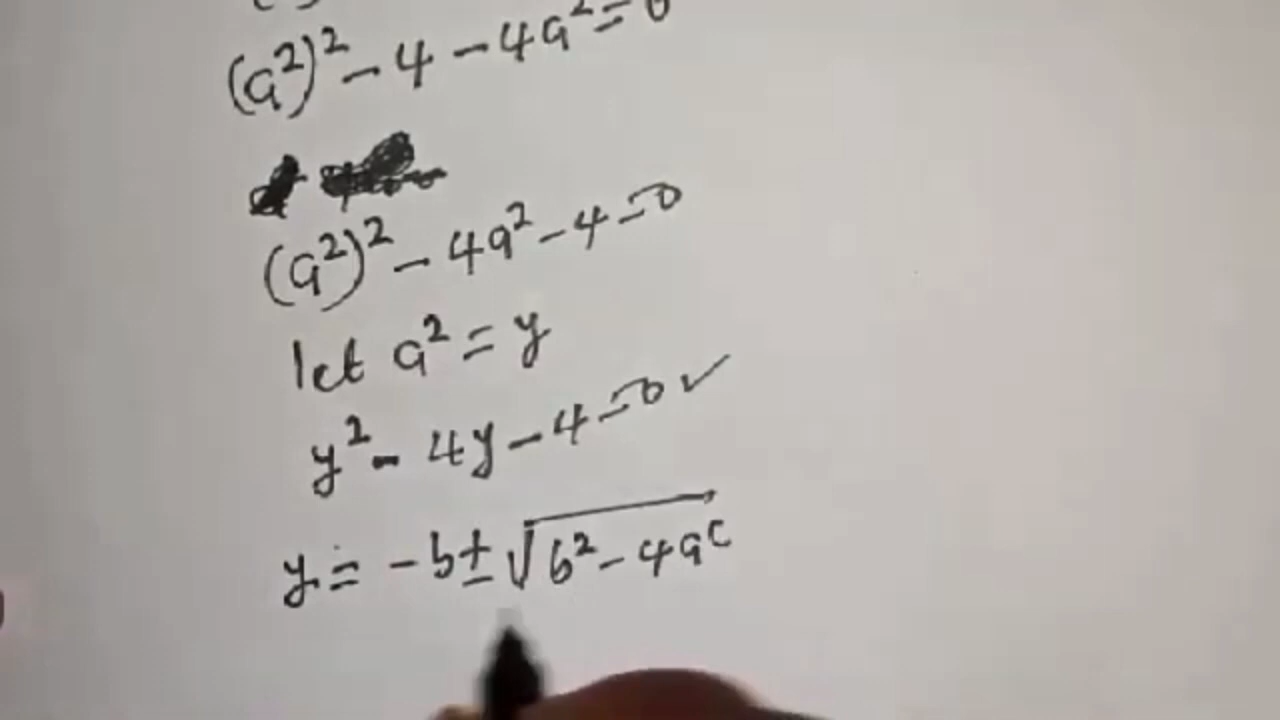 (a²)² - 4 - 4a² = 0
(a²)² - 4a² - 4 = 0
let a² = y
y² - 4y - 4 = 0 ✓
y = -b ± √b² - 4ac